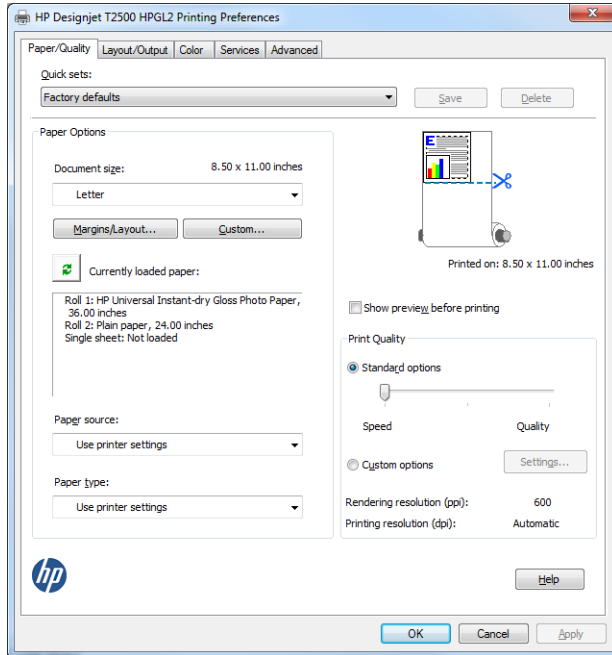 HP Designjet T2500 HPGL2 Printing Preferences
Paper/Quality Layout/Output Color Services Advanced
Quick sets:
Factory defaults
Save
Delete
Paper Options
Document size:
8.50 x 11.00 inches
Letter
Margins/Layout...
Custom...
Currently loaded paper:
Roll 1: HP Universal Instant-dry Gloss Photo Paper,
36.00 inches
Roll 2: Plain paper, 24.00 inches
Single sheet: Not loaded
Paper source:
Use printer settings
Paper type:
Use printer settings
E
Printed on: 8.50 x 11.00 inches
Show preview before printing
Print Quality
Standard options
Speed
Quality
Custom options
Settings...
Rendering resolution (ppi):
600
Printing resolution (dpi):
Automatic
hp
Help
OK
Cancel
Apply